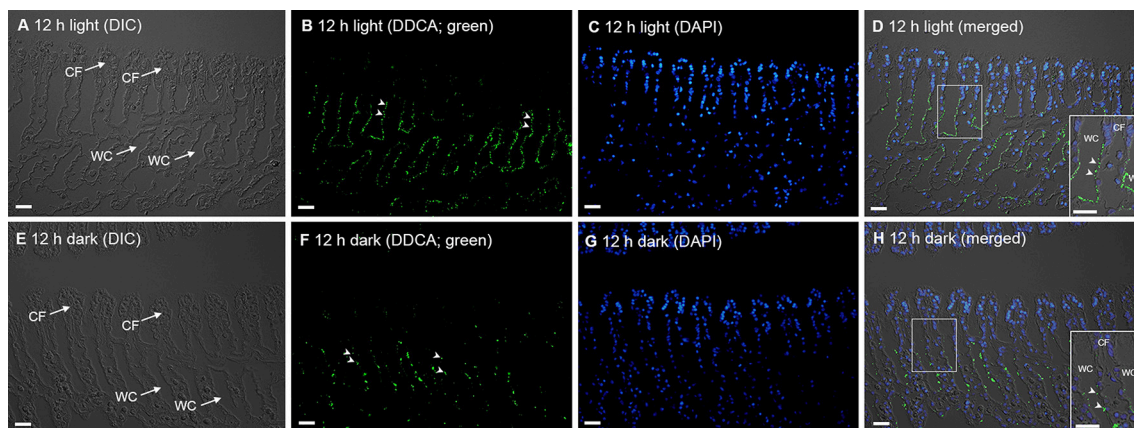 A 12 h light (DIC)
CF
CF
WC
WC
B 12 h light (DDCA; green)
C 12 h light (DAPI)
D 12 h light (merged)
CF
WC
W
E 12 h dark (DIC)
CF
CF
WC
WC
F 12 h dark (DDCA; green)
G 12 h dark (DAPI)
H 12 h dark (merged)
CF
WC
WC